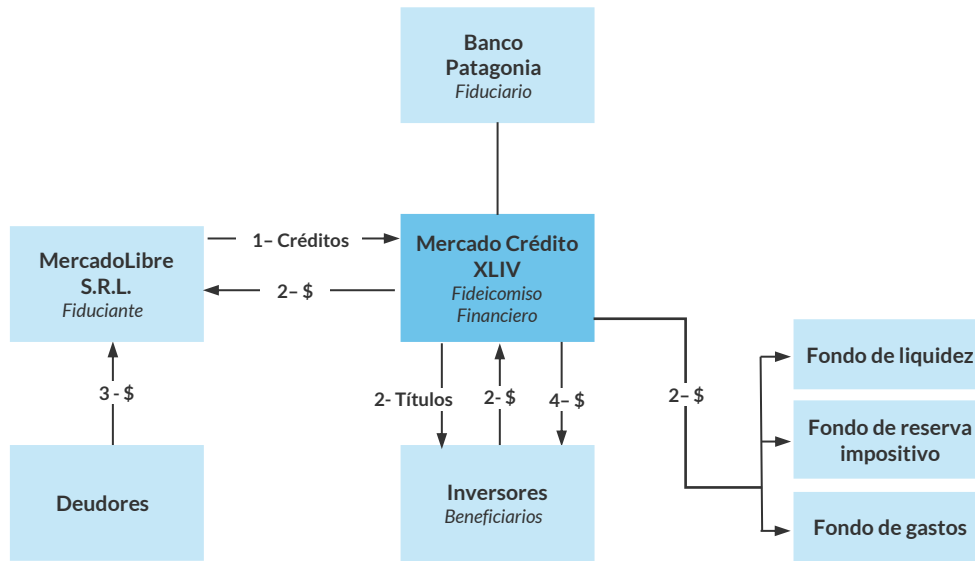 Banco
Patagonia
Fiduciario
1– Créditos
MercadoLibre
S.R.L.
Fiduciante
2– $
Mercado Crédito
XLIV
Fideicomiso
Financiero
3 - $
2- Títulos
2- $
4– $
2– $
Fondo de liquidez
Fondo de reserva
impositivo
Fondo de gastos
Deudores
Inversores
Beneficiarios